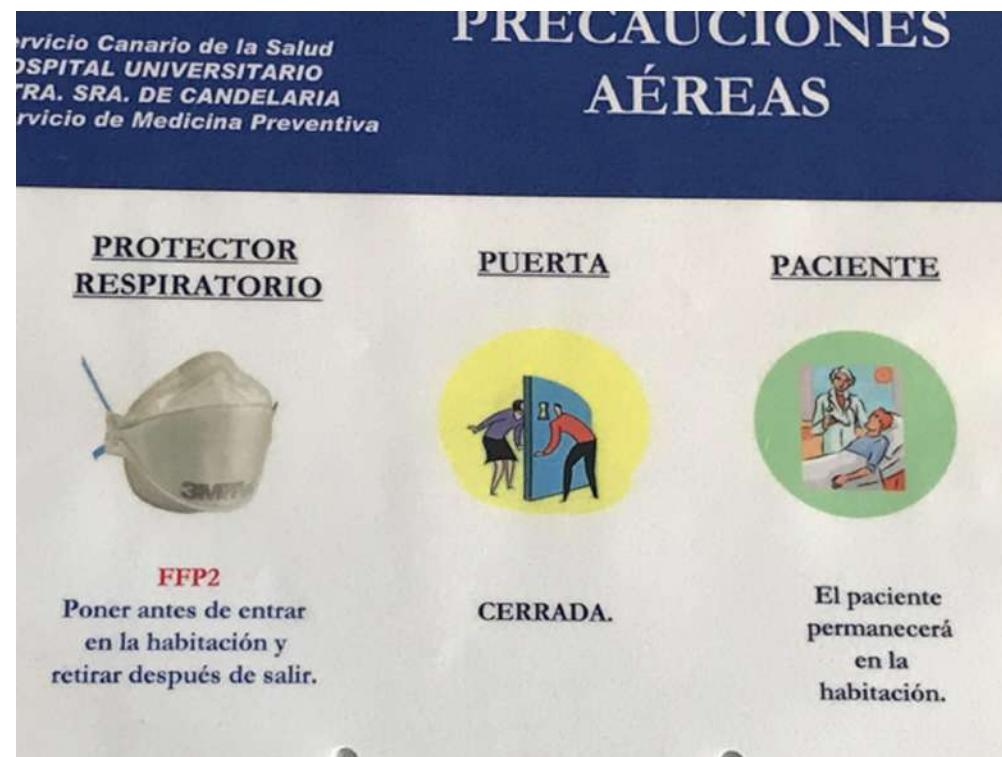 rvicio Canario de la Salud
OSPITAL UNIVERSITARIO
TRA. SRA. DE CANDELARIA
rvicio de Medicina Preventiva
PRECAUCIONES
AÉREAS
PROTECTOR
RESPIRATORIO
3M
FFP2
Poner antes de entrar
en la habitación y
retirar después de salir.
PUERTA
CERRADA.
PACIENTE
El paciente
permanecerá
en la
habitación.